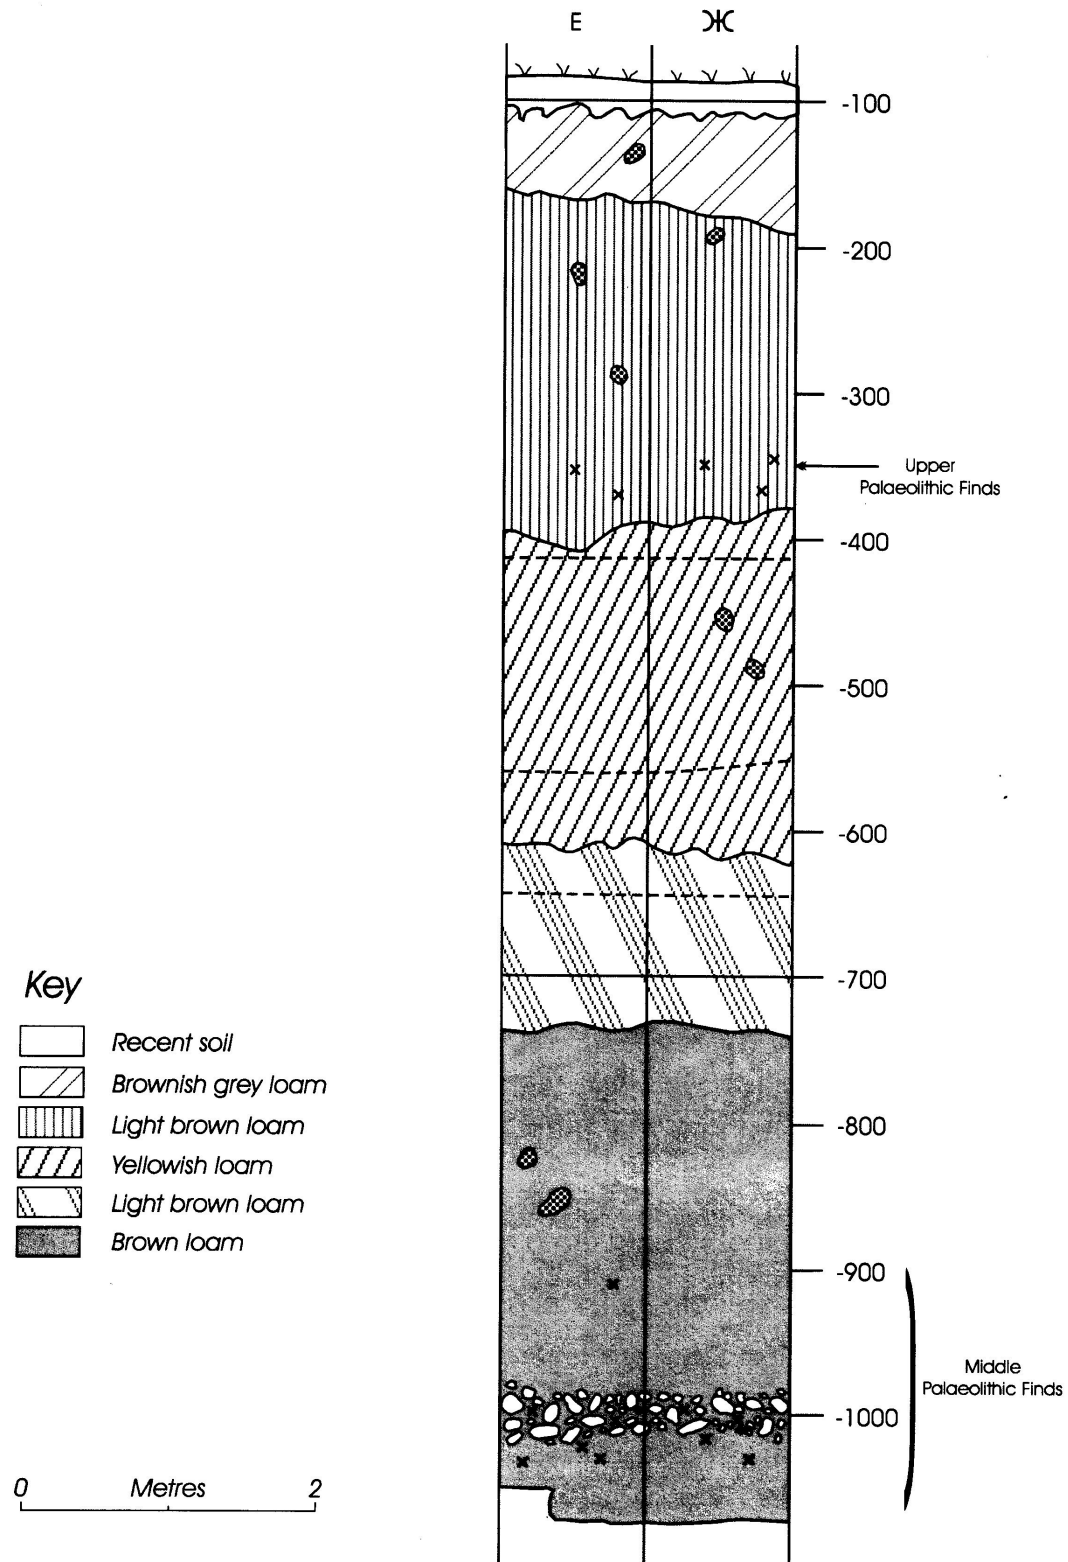 E Ж
-100
-200
-300
Upper
Palaeolithic Finds
-400
-500
-600
-700
-800
-900
Middle
Palaeolithic Finds
-1000
Key
Recent soil
Brownish grey loam
Light brown loam
Yellowish loam
Light brown loam
Brown loam
0 Metres 2